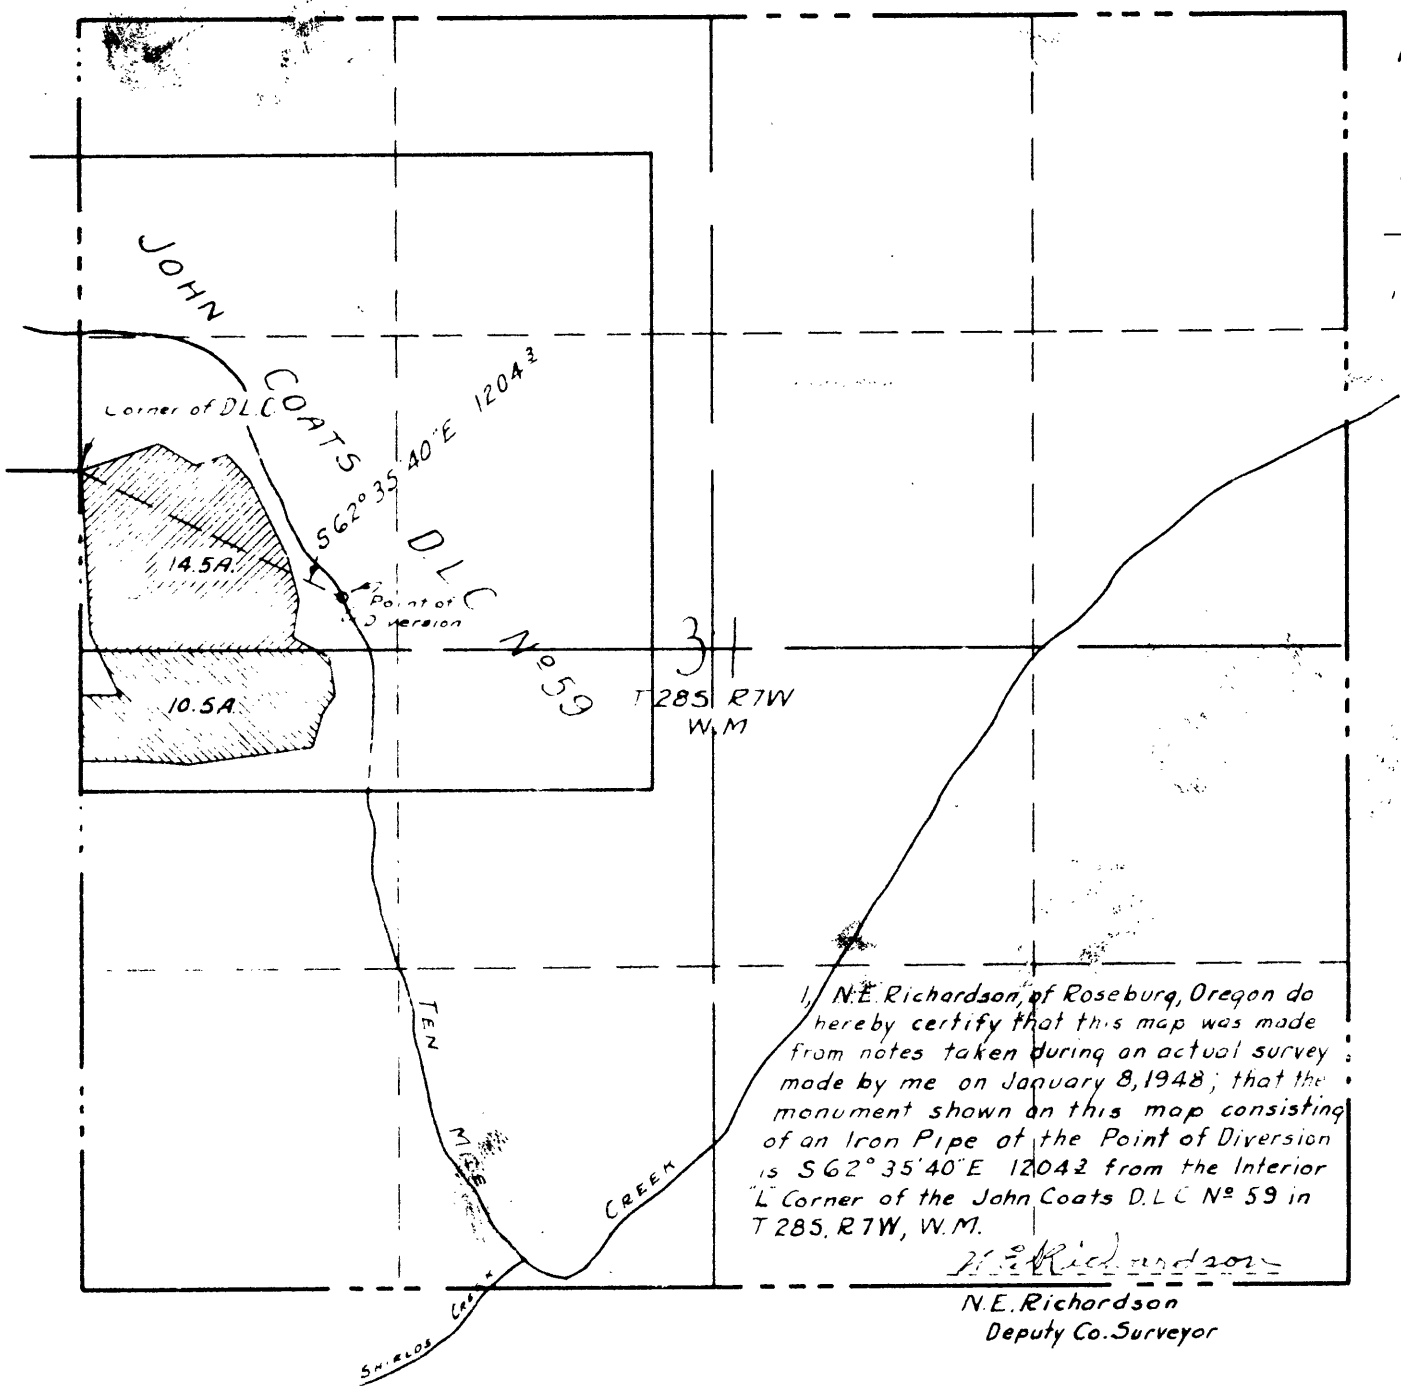 JOHN COATS D.L.C Nº 59
Corner of D.L.C.
S 62° 35' 40" E 1204.2
14.5A.
Point of
Diversion
10.5A
31
T 28S R7W
W.M
TEN MILE CREEK
SHIELDS CREEK
I, N.E. Richardson, of Roseburg, Oregon do
hereby certify that this map was made
from notes taken during an actual survey
made by me on January 8, 1948; that the
monument shown on this map consisting
of an Iron Pipe at the Point of Diversion
is S 62° 35' 40" E 1204.2 from the Interior
"L" Corner of the John Coats D.L.C Nº 59 in
T 28S, R7W, W.M.
N.E. Richardson
N.E. Richardson
Deputy Co. Surveyor